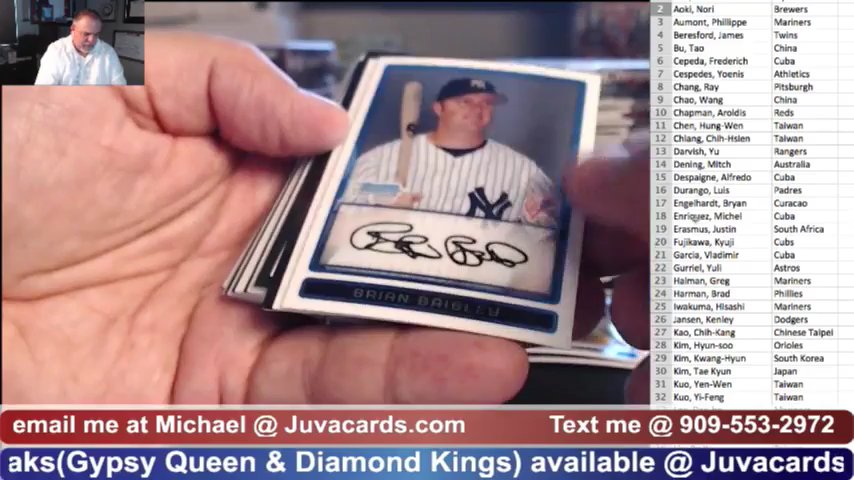 BRIAN BAISLEY
2 Aoki, Nori Brewers
3 Aumont, Phillippe Mariners
4 Beresford, James Twins
5 Bu, Tao China
6 Cepeda, Frederich Cuba
7 Cespedes, Yoenis Athletics
8 Chang, Ray Pitsburgh
9 Chao, Wang China
10 Chapman, Aroldis Reds
11 Chen, Hung-Wen Taiwan
12 Chiang, Chih-Hsien Taiwan
13 Darvish, Yu Rangers
14 Dening, Mitch Australia
15 Despaigne, Alfredo Cuba
16 Durango, Luis Padres
17 Engelhardt, Bryan Curacao
18 Enriquez, Michel Cuba
19 Erasmus, Justin South Africa
20 Fujikawa, Kyuji Cubs
21 Garcia, Vladimir Cuba
22 Gurriel, Yuli Astros
23 Halman, Greg Mariners
24 Harman, Brad Phillies
25 Iwakuma, Hisashi Mariners
26 Jansen, Kenley Dodgers
27 Kao, Chih-Kang Chinese Taipei
28 Kim, Hyun-soo Orioles
29 Kim, Kwang-Hyun South Korea
30 Kim, Tae Kyun Japan
31 Kuo, Yen-Wen Taiwan
32 Kuo, Yi-Feng Taiwan
email me at Michael @ Juvacards.com Text me @ 909-553-2972
aks(Gypsy Queen & Diamond Kings) available @ Juvacards